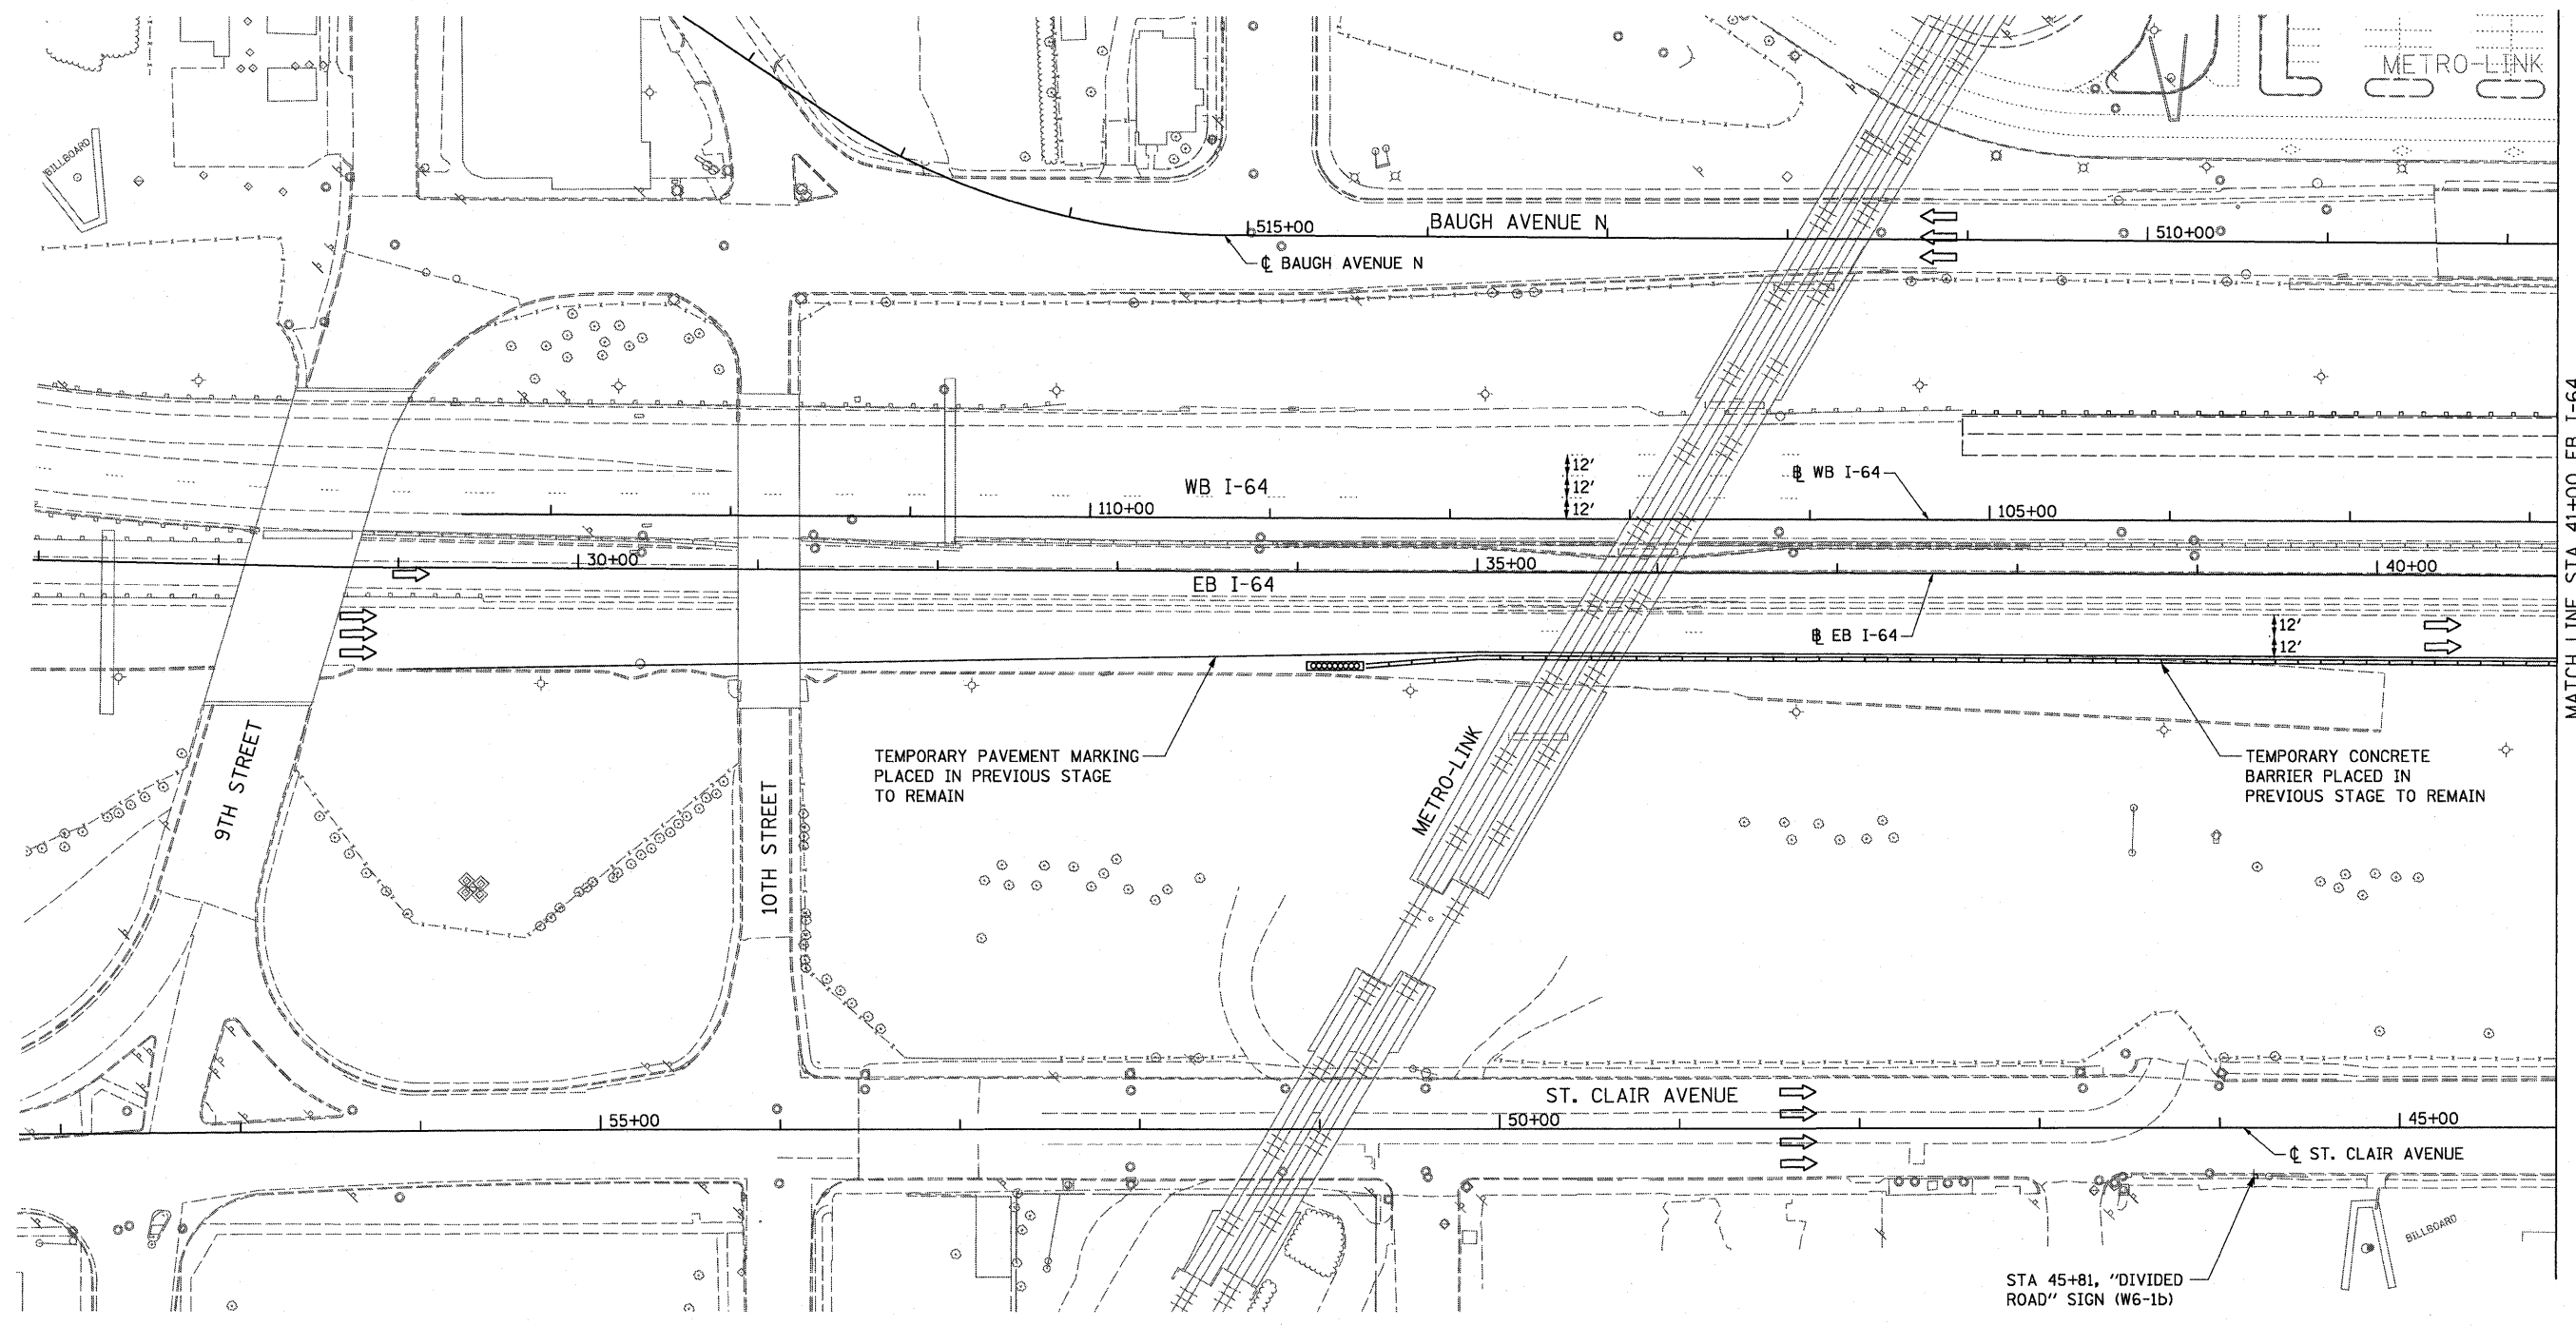 METRO-LINK
BILLBOARD
515+00
BAUGH AVENUE N
510+00
℄ BAUGH AVENUE N
12'
12'
12'
WB I-64
℄ WB I-64
110+00
105+00
30+00
35+00
40+00
EB I-64
℄ EB I-64
12'
12'
MATCH LINE STA 41+00 EB I-64
9TH STREET
10TH STREET
TEMPORARY PAVEMENT MARKING
PLACED IN PREVIOUS STAGE
TO REMAIN
METRO-LINK
TEMPORARY CONCRETE
BARRIER PLACED IN
PREVIOUS STAGE TO REMAIN
ST. CLAIR AVENUE
55+00
50+00
45+00
℄ ST. CLAIR AVENUE
BILLBOARD
STA 45+81, "DIVIDED
ROAD" SIGN (W6-1b)